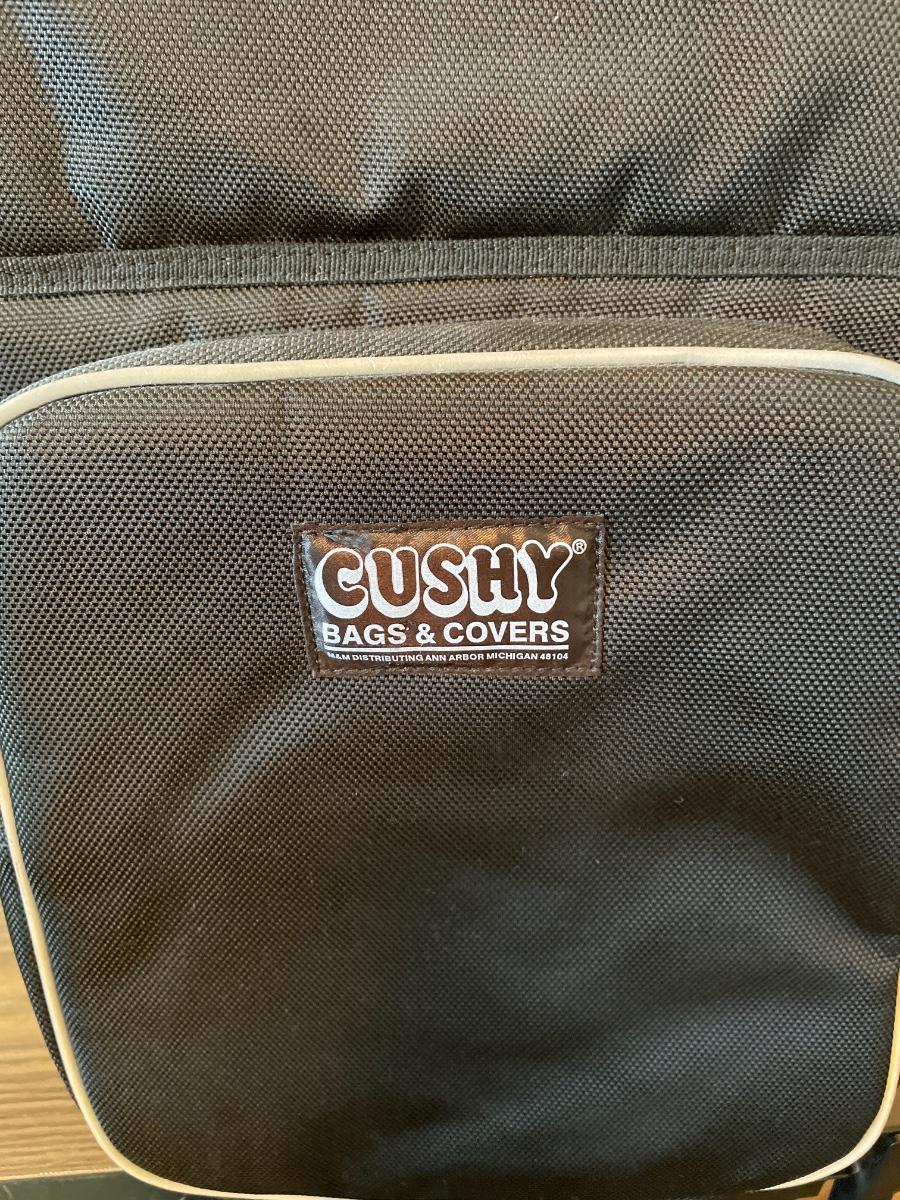 CUSHY®
BAGS & COVERS
M&M DISTRIBUTING ANN ARBOR MICHIGAN 48104